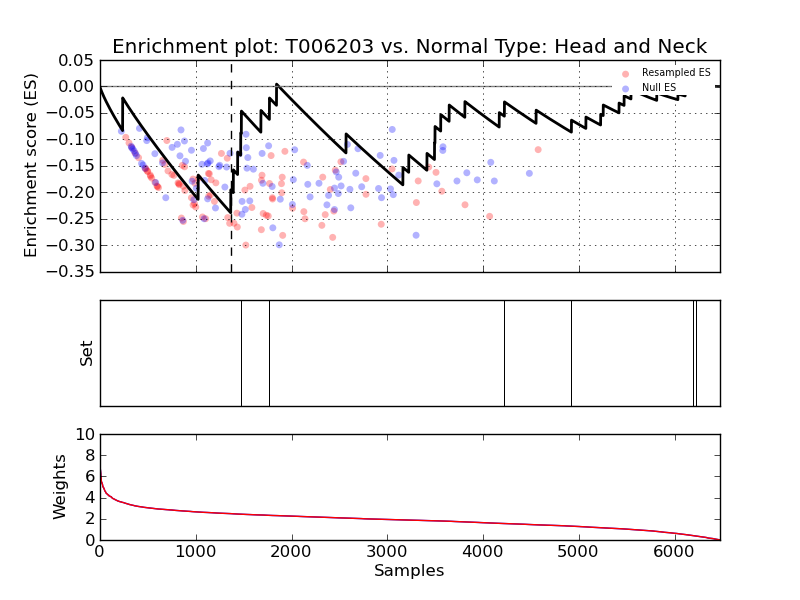 Enrichment plot: T006203 vs. Normal Type: Head and Neck
Enrichment score (ES)
0.05
0.00
−0.05
−0.10
−0.15
−0.20
−0.25
−0.30
−0.35
Resampled ES
Null ES
Set
Weights
10
8
6
4
2
0
0 1000 2000 3000 4000 5000 6000
Samples